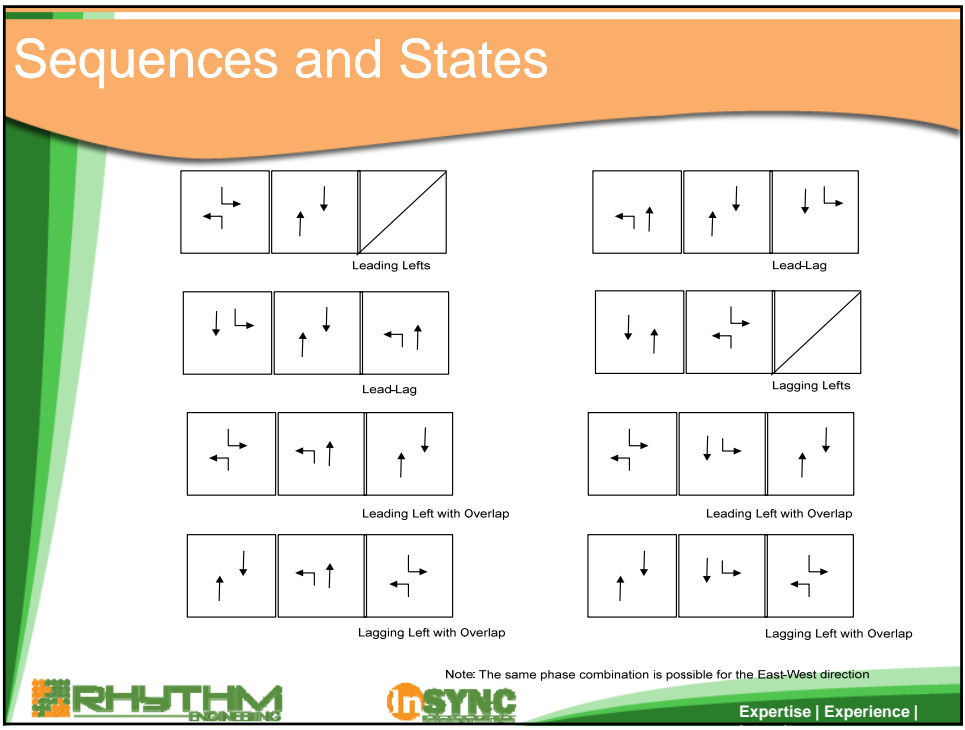 Sequences and States
Leading Lefts
Lead-Lag
Lead-Lag
Lagging Lefts
Leading Left with Overlap
Leading Left with Overlap
Lagging Left with Overlap
Lagging Left with Overlap
Note: The same phase combination is possible for the East-West direction
RHYTHM
ENGINEERING
inSYNC
Expertise | Experience |